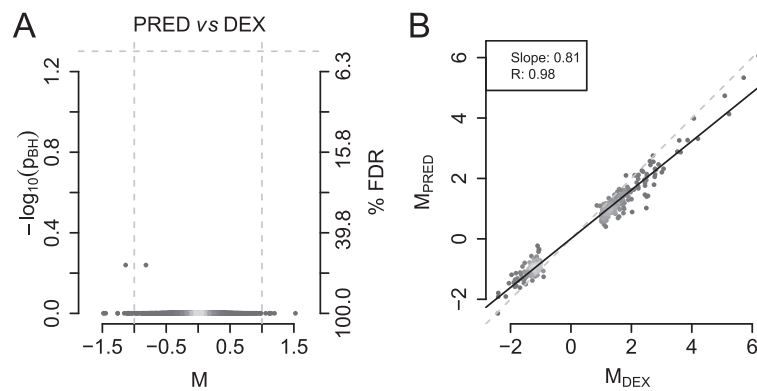 A
PRED vs DEX
−log10(pBH)
0.0
0.4
0.8
1.2
100.0
39.8
15.8
6.3
% FDR
−1.5
−0.5
0.5
1.5
M
B
Slope: 0.81
R: 0.98
MPRED
−2
0
2
4
6
−2
0
2
4
6
MDEX